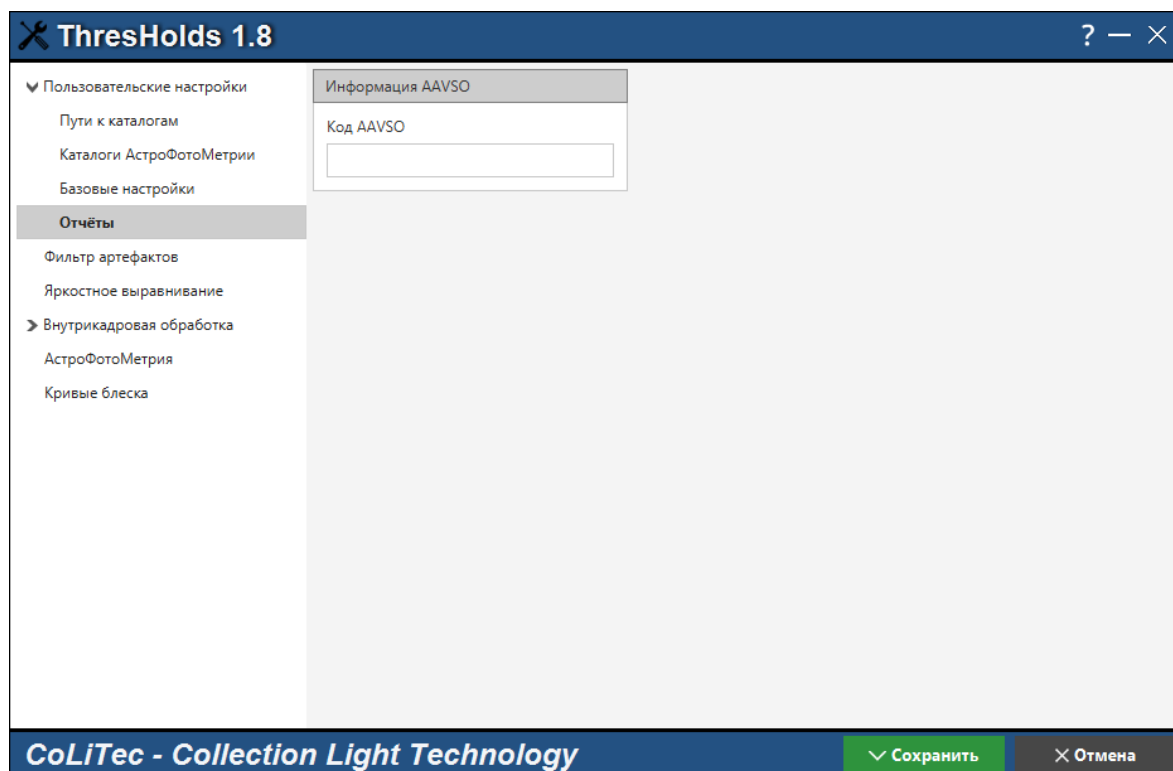 ThresHolds 1.8
? — ×
Пользовательские настройки
Пути к каталогам
Каталоги АстроФотоМетрии
Базовые настройки
Отчёты
Фильтр артефактов
Яркостное выравнивание
Внутрикадровая обработка
АстроФотоМетрия
Кривые блеска
Информация AAVSO
Код AAVSO
CoLiTec - Collection Light Technology
Сохранить
Отмена